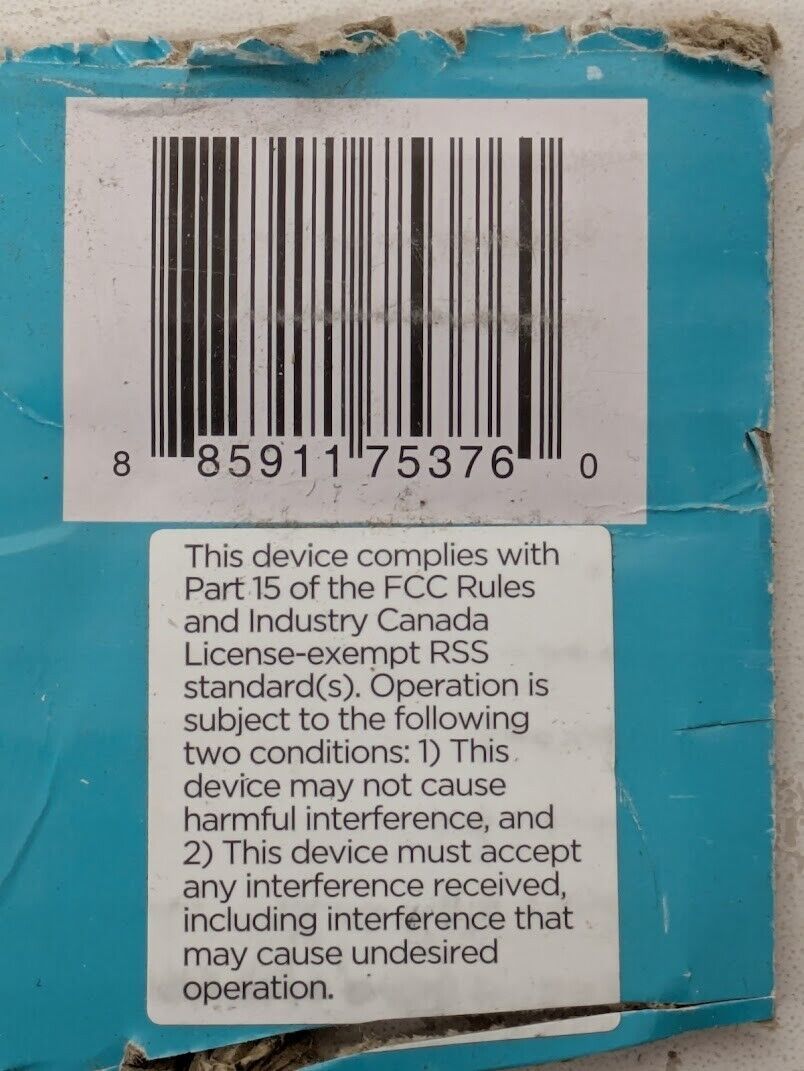 8 85911 75376 0
This device complies with
Part 15 of the FCC Rules
and Industry Canada
License-exempt RSS
standard(s). Operation is
subject to the following
two conditions: 1) This
device may not cause
harmful interference, and
2) This device must accept
any interference received,
including interference that
may cause undesired
operation.